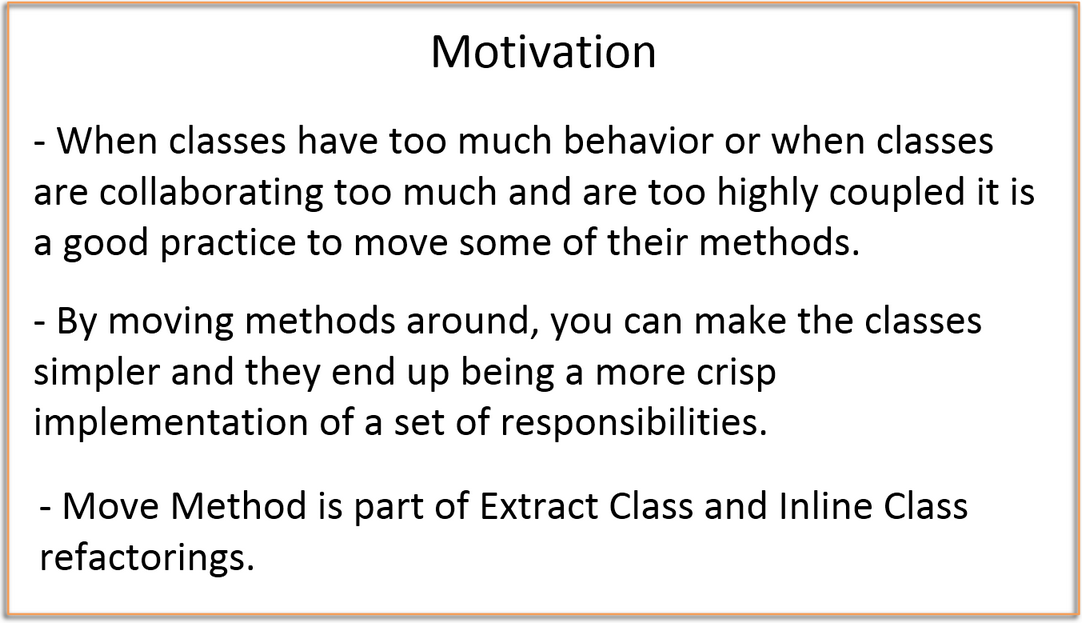 Motivation
- When classes have too much behavior or when classes
are collaborating too much and are too highly coupled it is
a good practice to move some of their methods.
- By moving methods around, you can make the classes
simpler and they end up being a more crisp
implementation of a set of responsibilities.
- Move Method is part of Extract Class and Inline Class
refactorings.